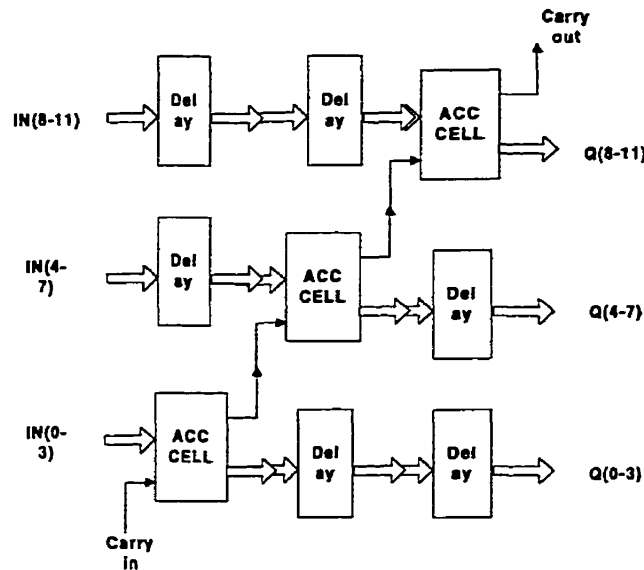 Carry
out
IN(8-11)
Del
ay
Del
ay
ACC
CELL
Q(8-11)
IN(4-
7)
Del
ay
ACC
CELL
Del
ay
Q(4-7)
IN(0-
3)
ACC
CELL
Del
ay
Del
ay
Q(0-3)
Carry
in